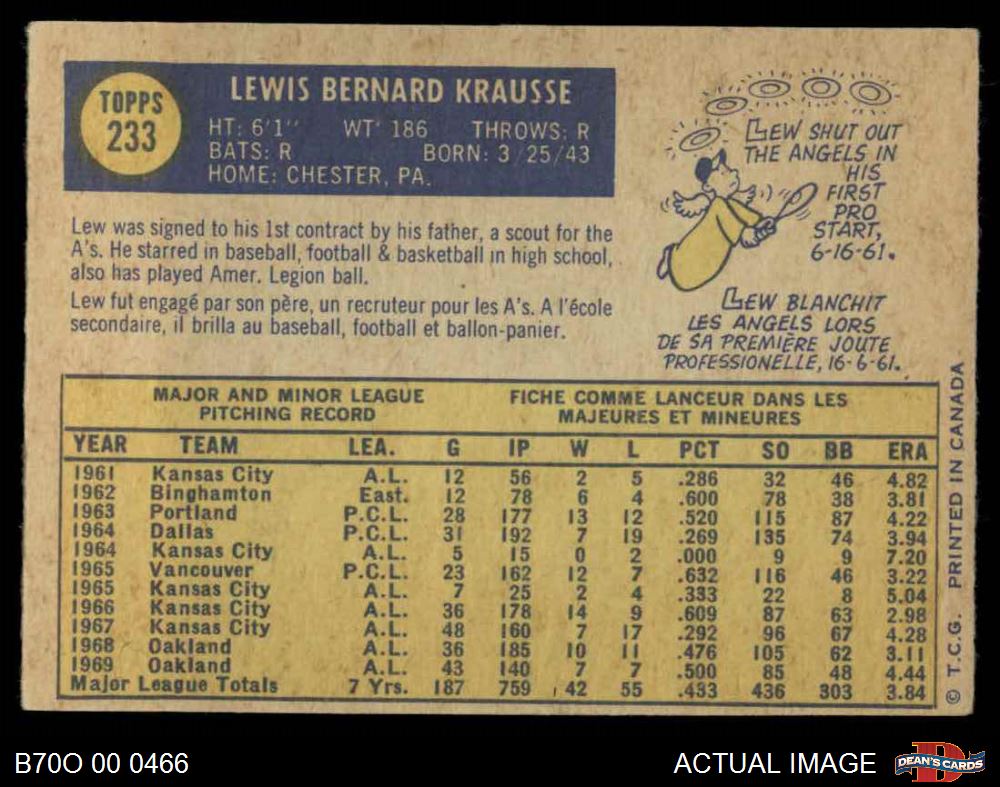 TOPPS
233
LEWIS BERNARD KRAUSSE
HT: 6'1" WT' 186 THROWS: R
BATS: R BORN: 3/25/43
HOME: CHESTER, PA.
Lew was signed to his 1st contract by his father, a scout for the
A's. He starred in baseball, football & basketball in high school,
also has played Amer. Legion ball.
Lew fut engagé par son père, un recruteur pour les A's. A l'école
secondaire, il brilla au baseball, football et ballon-panier.
LEW SHUT OUT
THE ANGELS IN
HIS
FIRST
PRO
START,
6-16-61.
LEW BLANCHIT
LES ANGELS LORS
DE SA PREMIÈRE JOUTE
PROFESSIONELLE, 16-6-61.
MAJOR AND MINOR LEAGUE
PITCHING RECORD
FICHE COMME LANCEUR DANS LES
MAJEURES ET MINEURES
YEAR TEAM LEA. G IP W L PCT SO BB ERA
1961 Kansas City A.L. 12 56 2 5 .286 32 46 4.82
1962 Binghamton East. 12 78 6 4 .600 78 38 3.81
1963 Portland P.C.L. 28 177 13 12 .520 115 87 4.22
1964 Dallas P.C.L. 31 192 7 19 .269 135 74 3.94
1964 Kansas City A.L. 5 15 0 2 .000 9 9 7.20
1965 Vancouver P.C.L. 23 162 12 7 .632 116 46 3.22
1965 Kansas City A.L. 7 25 2 4 .333 22 8 5.04
1966 Kansas City A.L. 36 178 14 9 .609 87 63 2.98
1967 Kansas City A.L. 48 160 7 17 .292 96 67 4.28
1968 Oakland A.L. 36 185 10 11 .476 105 62 3.11
1969 Oakland A.L. 43 140 7 7 .500 85 48 4.44
Major League Totals 7 Yrs. 187 759 42 55 .433 436 303 3.84
© T.C.G. PRINTED IN CANADA
B70O 00 0466
ACTUAL IMAGE
DEAN'S CARDS